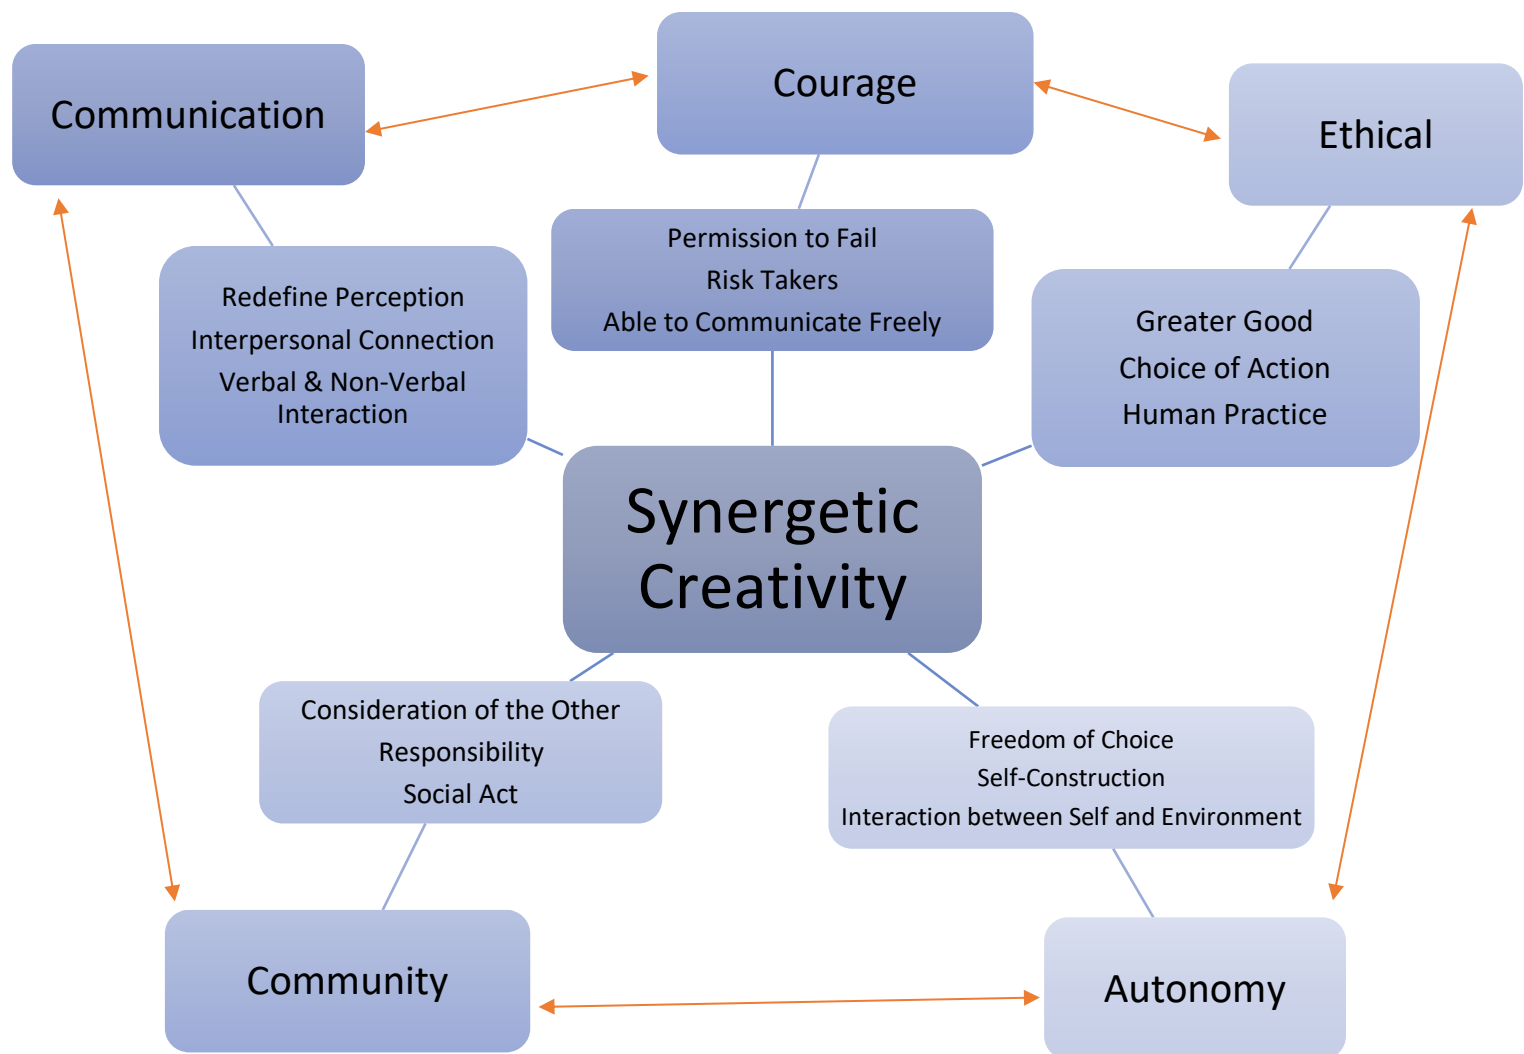 Communication
Courage
Ethical
Redefine Perception
Interpersonal Connection
Verbal & Non-Verbal
Interaction
Permission to Fail
Risk Takers
Able to Communicate Freely
Greater Good
Choice of Action
Human Practice
Synergetic
Creativity
Consideration of the Other
Responsibility
Social Act
Freedom of Choice
Self-Construction
Interaction between Self and Environment
Community
Autonomy